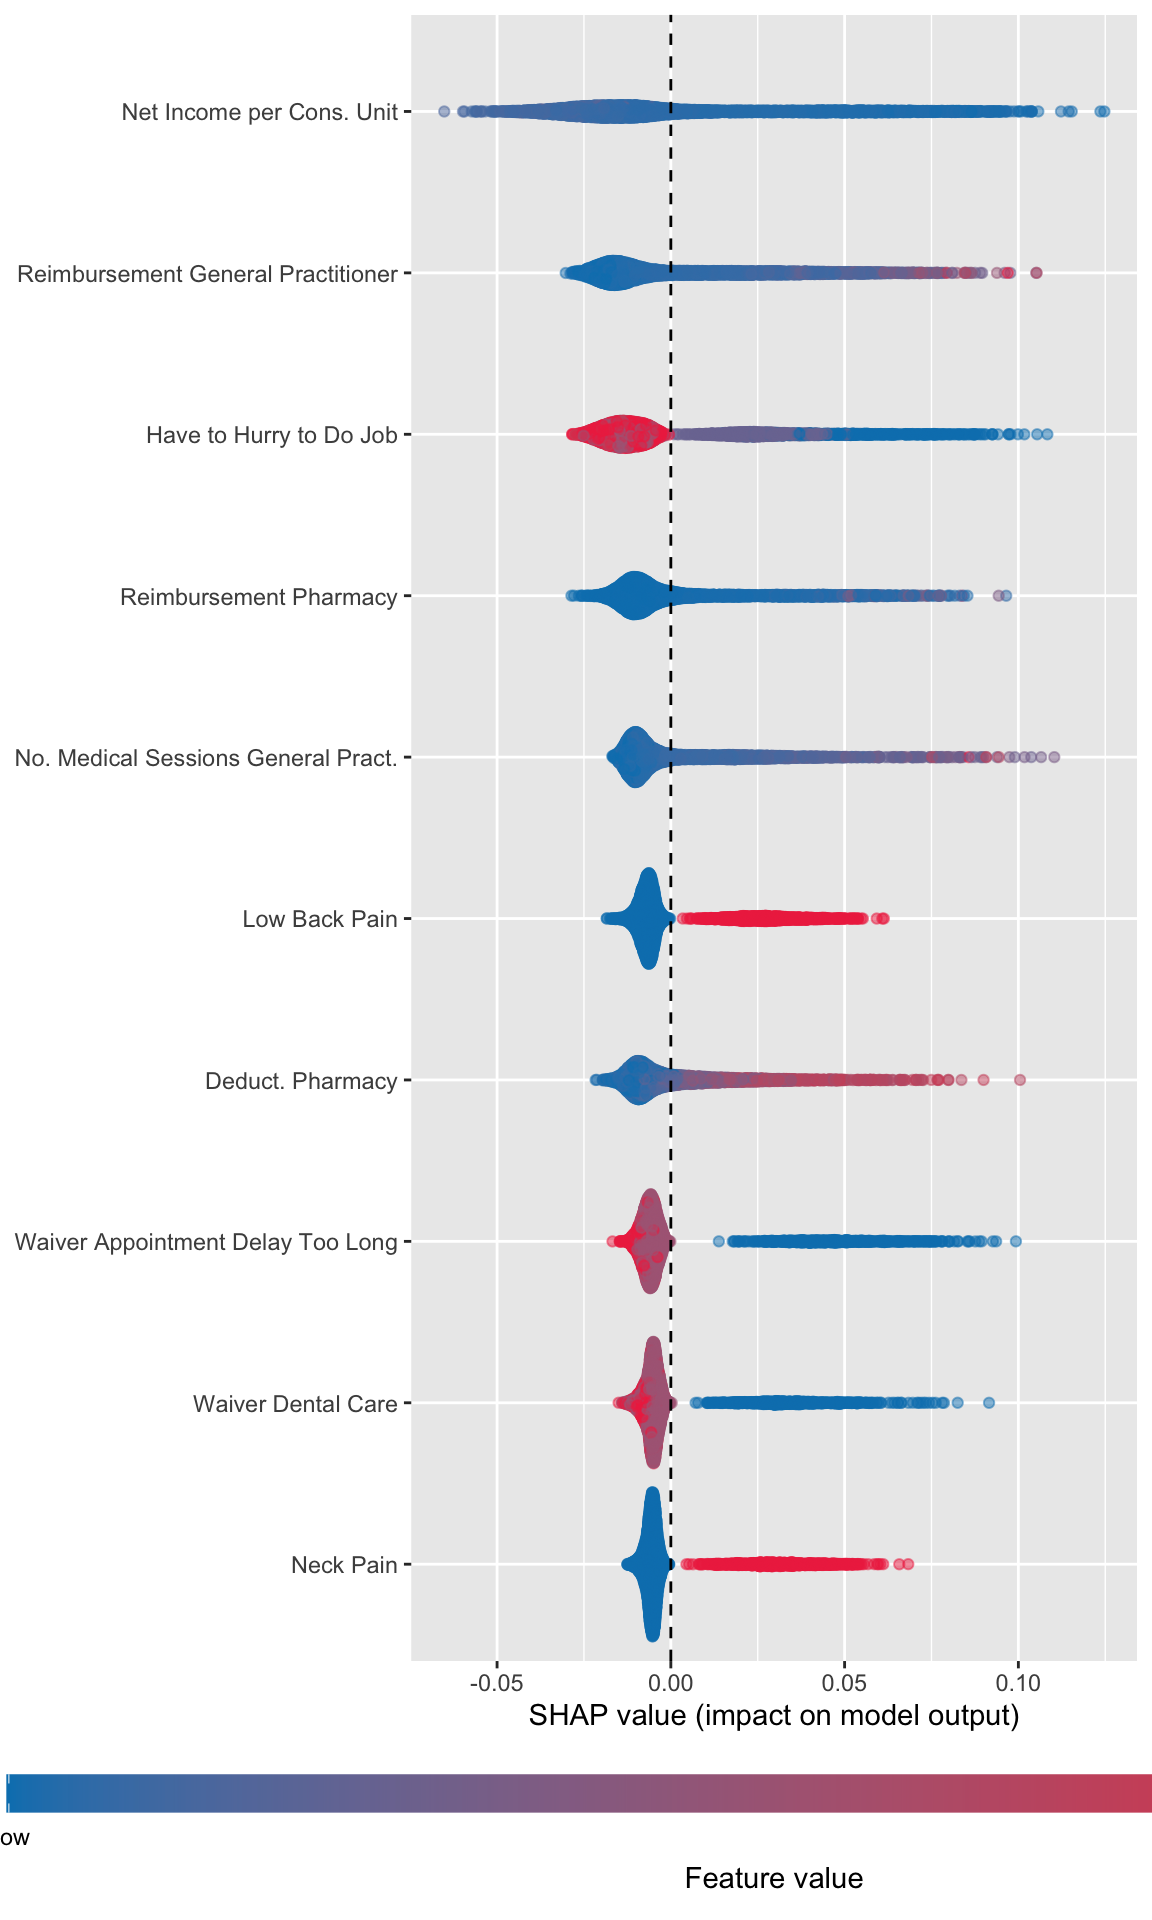 Net Income per Cons. Unit
Reimbursement General Practitioner
Have to Hurry to Do Job
Reimbursement Pharmacy
No. Medical Sessions General Pract.
Low Back Pain
Deduct. Pharmacy
Waiver Appointment Delay Too Long
Waiver Dental Care
Neck Pain
-0.05 0.00 0.05 0.10
SHAP value (impact on model output)
ow
Feature value